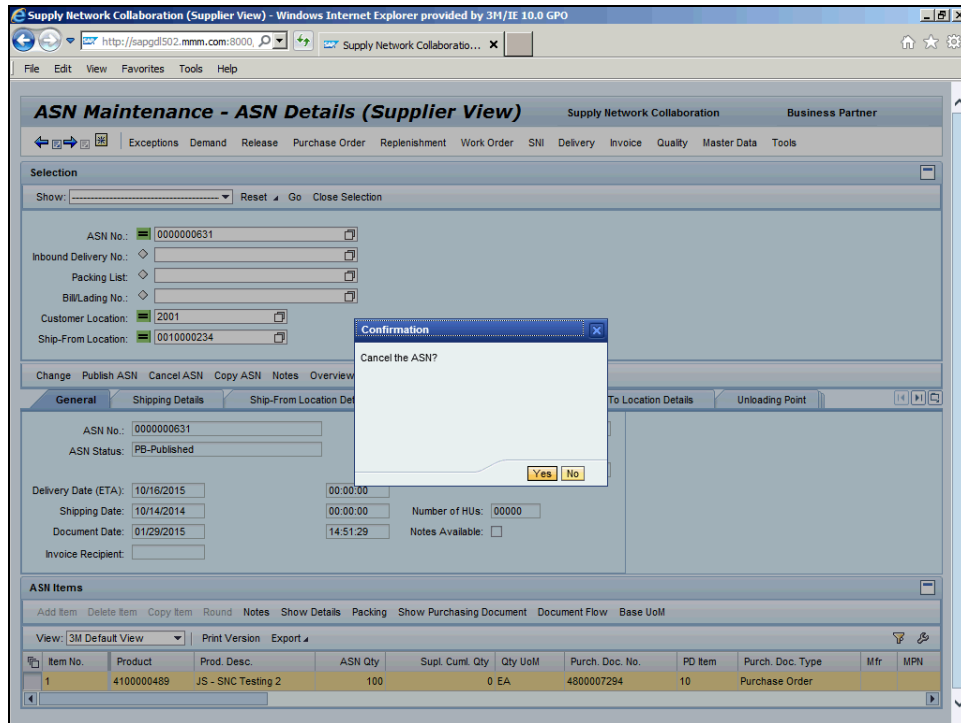 Supply Network Collaboration (Supplier View) - Windows Internet Explorer provided by 3M/IE 10.0 GPO
http://sapgdl502.mmm.com:8000, Supply Network Collaboratio...
File Edit View Favorites Tools Help
ASN Maintenance - ASN Details (Supplier View) Supply Network Collaboration Business Partner
Exceptions Demand Release Purchase Order Replenishment Work Order SNI Delivery Invoice Quality Master Data Tools
Selection
Show: Reset Go Close Selection
ASN No.: 0000000631
Inbound Delivery No.:
Packing List:
Bill/Lading No.:
Customer Location: 2001
Ship-From Location: 0010000234
Confirmation
Cancel the ASN?
Yes No
Change Publish ASN Cancel ASN Copy ASN Notes Overview
General Shipping Details Ship-From Location Det To Location Details Unloading Point
ASN No.: 0000000631
ASN Status: PB-Published
Delivery Date (ETA): 10/16/2015 00:00:00
Shipping Date: 10/14/2014 00:00:00 Number of HUs: 00000
Document Date: 01/29/2015 14:51:29 Notes Available:
Invoice Recipient:
ASN Items
Add Item Delete Item Copy Item Round Notes Show Details Packing Show Purchasing Document Document Flow Base UoM
View: 3M Default View Print Version Export
Item No. Product Prod. Desc. ASN Qty Supl. Cuml. Qty Qty UoM Purch. Doc. No. PD Item Purch. Doc. Type Mfr MPN
1 4100000489 JS - SNC Testing 2 100 0 EA 4800007294 10 Purchase Order